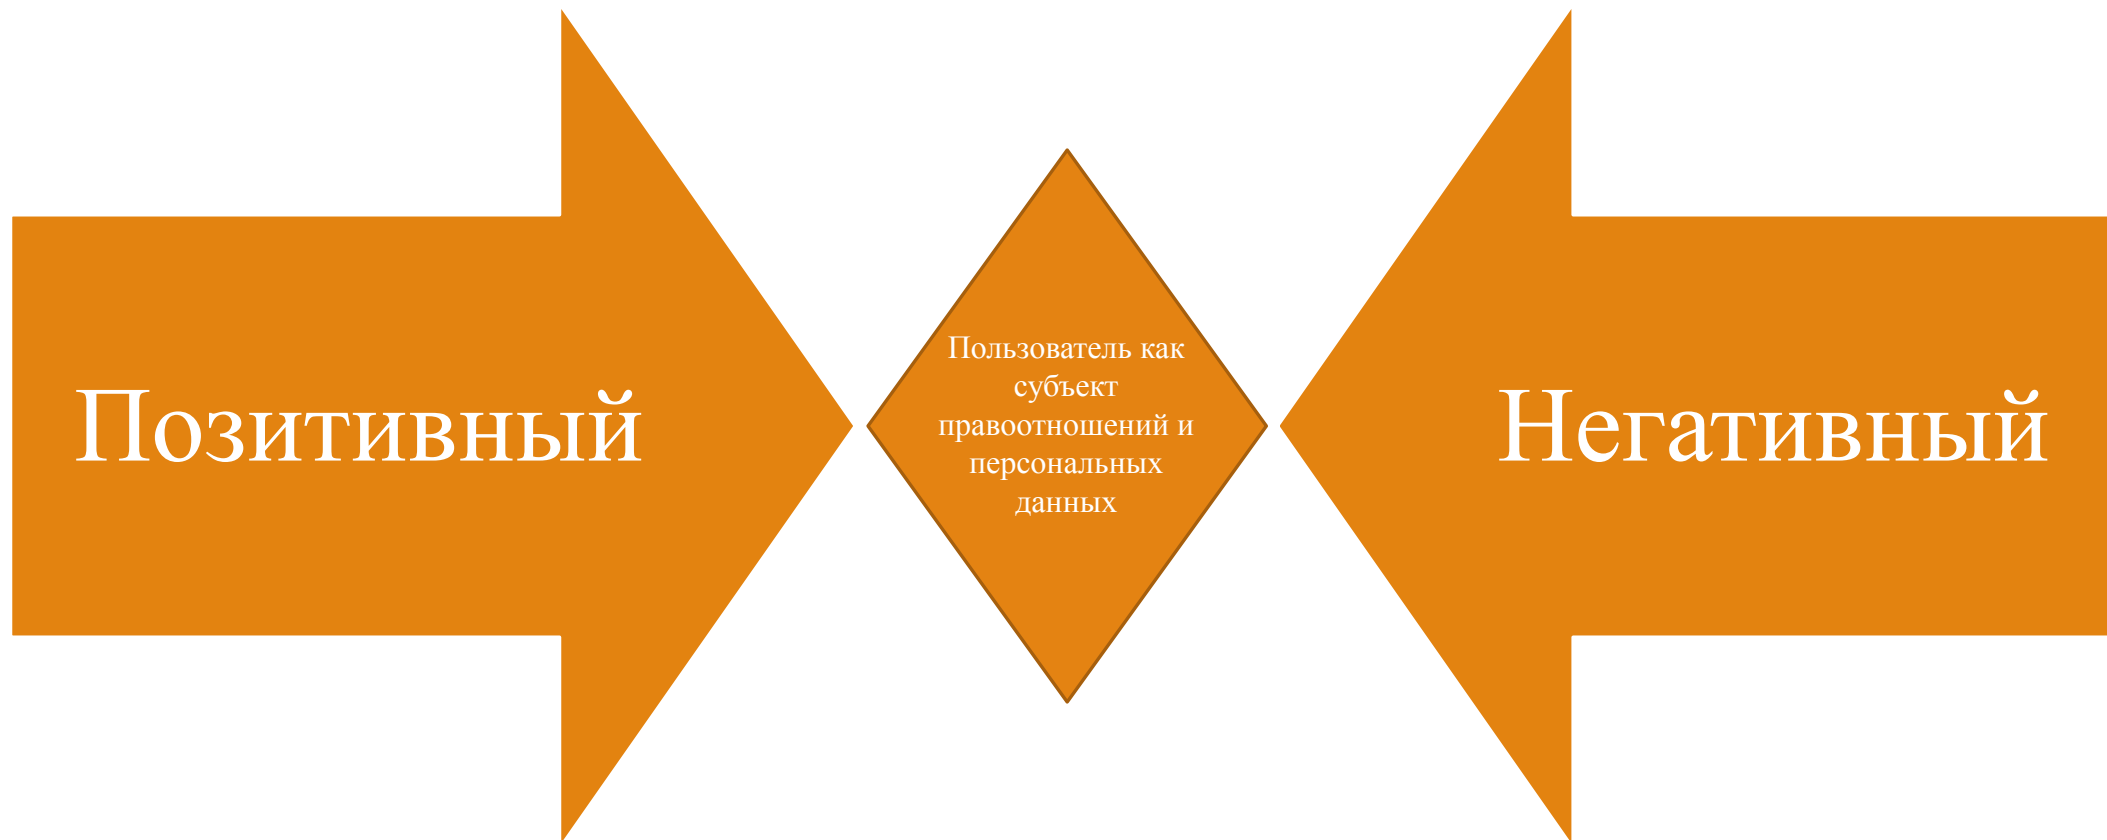 Позитивный
Пользователь как
субъект
правоотношений и
персональных
данных
Негативный